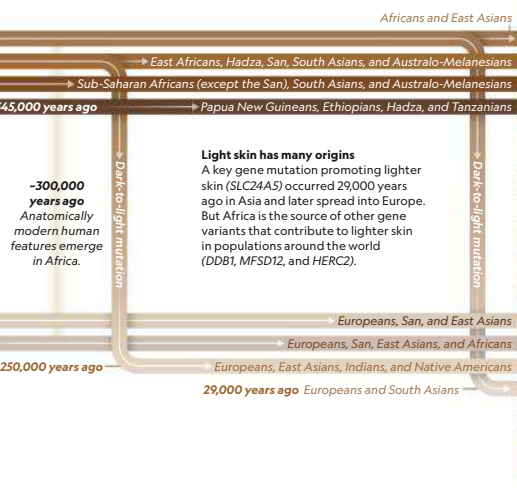 Africans and East Asians
East Africans, Hadza, San, South Asians, and Australo-Melanesians
Sub-Saharan Africans (except the San), South Asians, and Australo-Melanesians
45,000 years ago
Papua New Guineans, Ethiopians, Hadza, and Tanzanians
Dark-to-light mutation
~300,000
years ago
Anatomically
modern human
features emerge
in Africa.
Light skin has many origins
A key gene mutation promoting lighter
skin (SLC24A5) occurred 29,000 years
ago in Asia and later spread into Europe.
But Africa is the source of other gene
variants that contribute to lighter skin
in populations around the world
(DDB1, MFSD12, and HERC2).
Dark-to-light mutation
Europeans, San, and East Asians
Europeans, San, East Asians, and Africans
250,000 years ago
Europeans, East Asians, Indians, and Native Americans
29,000 years ago Europeans and South Asians